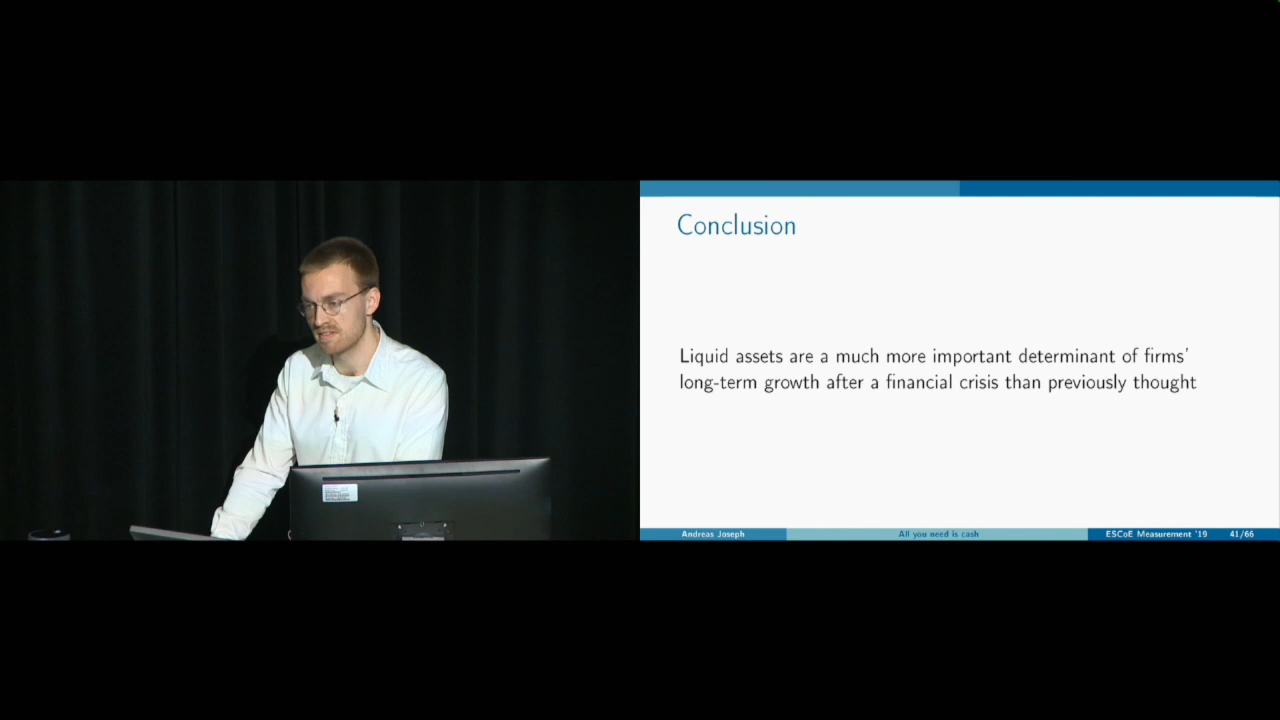 Conclusion
Liquid assets are a much more important determinant of firms'
long-term growth after a financial crisis than previously thought
Andreas Joseph
All you need is cash
ESCoE Measurement '19
41/66